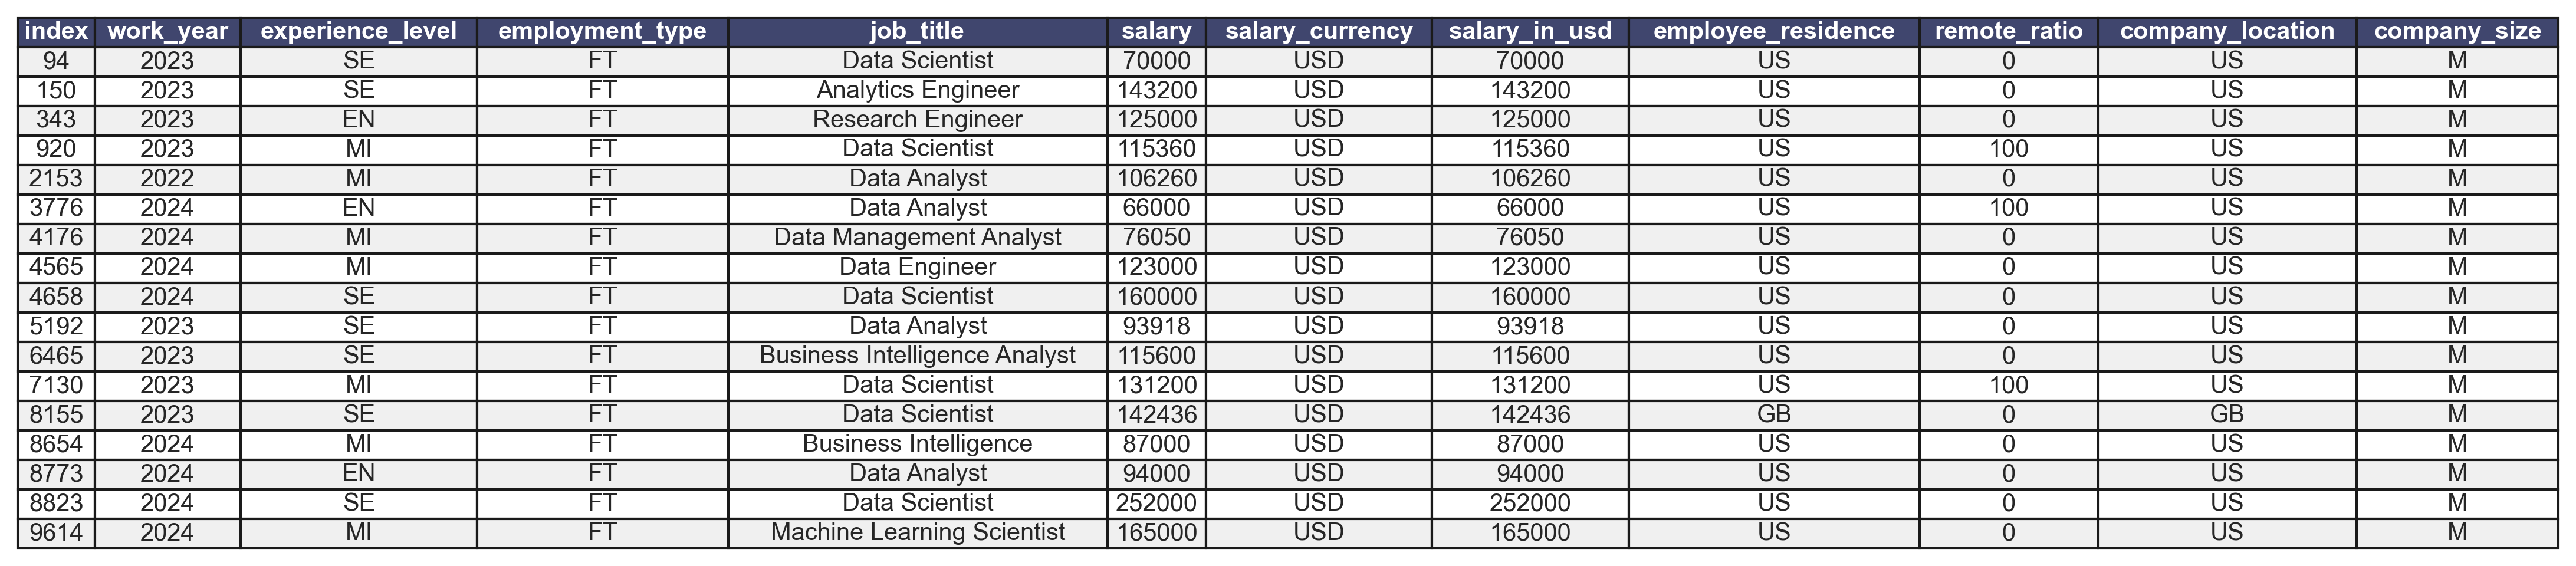 index work_year experience_level employment_type job_title salary salary_currency salary_in_usd employee_residence remote_ratio company_location company_size
94 2023 SE FT Data Scientist 70000 USD 70000 US 0 US M
150 2023 SE FT Analytics Engineer 143200 USD 143200 US 0 US M
343 2023 EN FT Research Engineer 125000 USD 125000 US 0 US M
920 2023 MI FT Data Scientist 115360 USD 115360 US 100 US M
2153 2022 MI FT Data Analyst 106260 USD 106260 US 0 US M
3776 2024 EN FT Data Analyst 66000 USD 66000 US 100 US M
4176 2024 MI FT Data Management Analyst 76050 USD 76050 US 0 US M
4565 2024 MI FT Data Engineer 123000 USD 123000 US 0 US M
4658 2024 SE FT Data Scientist 160000 USD 160000 US 0 US M
5192 2023 SE FT Data Analyst 93918 USD 93918 US 0 US M
6465 2023 SE FT Business Intelligence Analyst 115600 USD 115600 US 0 US M
7130 2023 MI FT Data Scientist 131200 USD 131200 US 100 US M
8155 2023 SE FT Data Scientist 142436 USD 142436 GB 0 GB M
8654 2024 MI FT Business Intelligence 87000 USD 87000 US 0 US M
8773 2024 EN FT Data Analyst 94000 USD 94000 US 0 US M
8823 2024 SE FT Data Scientist 252000 USD 252000 US 0 US M
9614 2024 MI FT Machine Learning Scientist 165000 USD 165000 US 0 US M